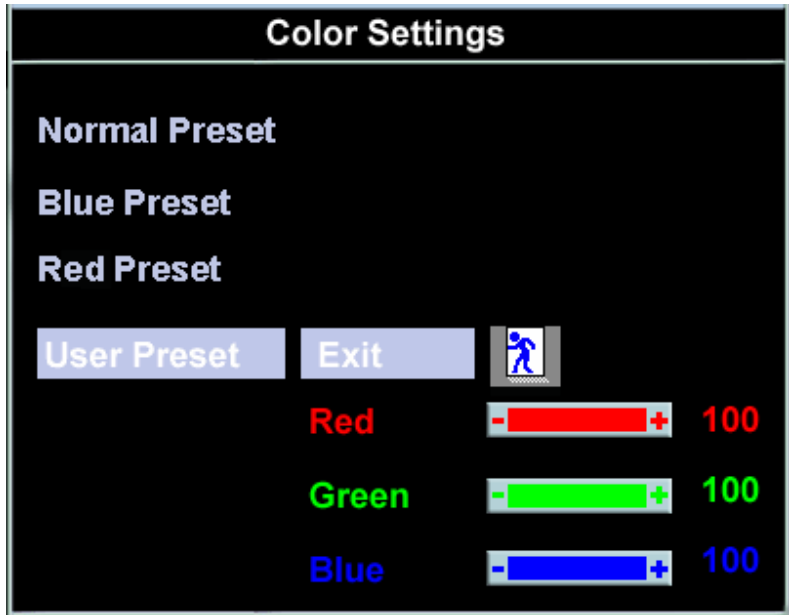 Color Settings
Normal Preset
Blue Preset
Red Preset
User Preset Exit
Red - + 100
Green - + 100
Blue - + 100